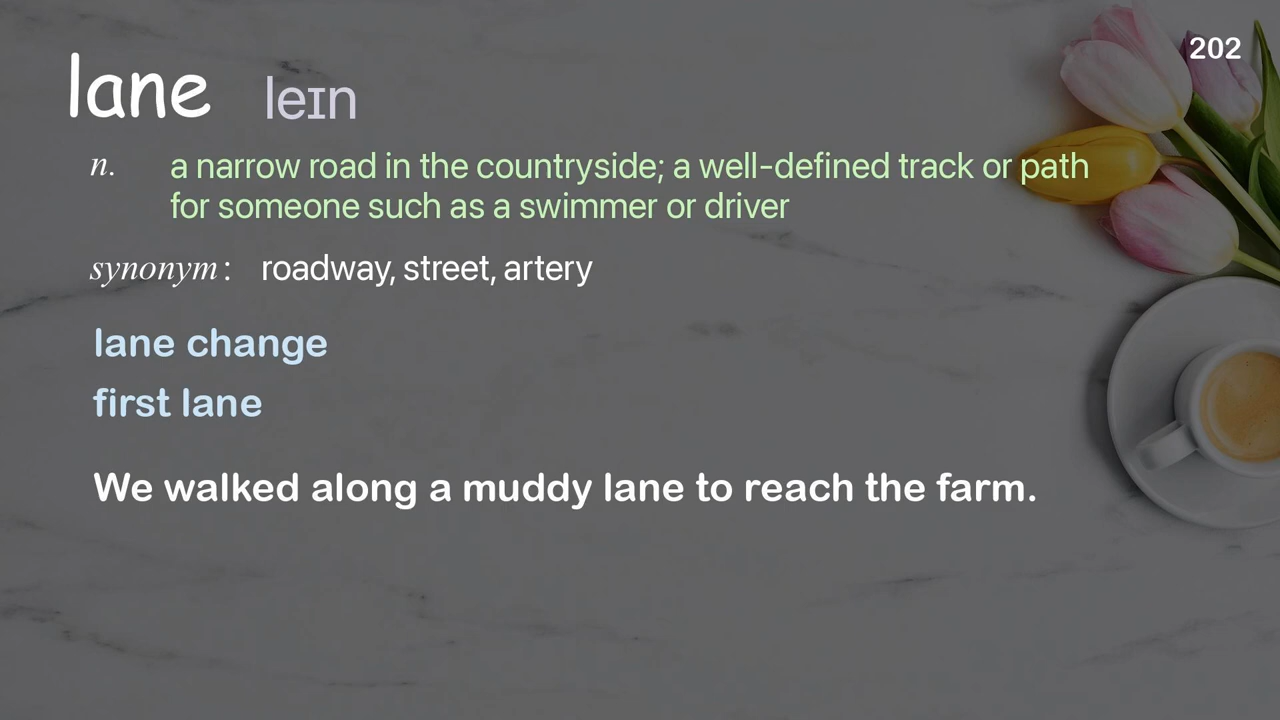 202
lane leɪn
n. a narrow road in the countryside; a well-defined track or path
for someone such as a swimmer or driver
synonym: roadway, street, artery
lane change
first lane
We walked along a muddy lane to reach the farm.